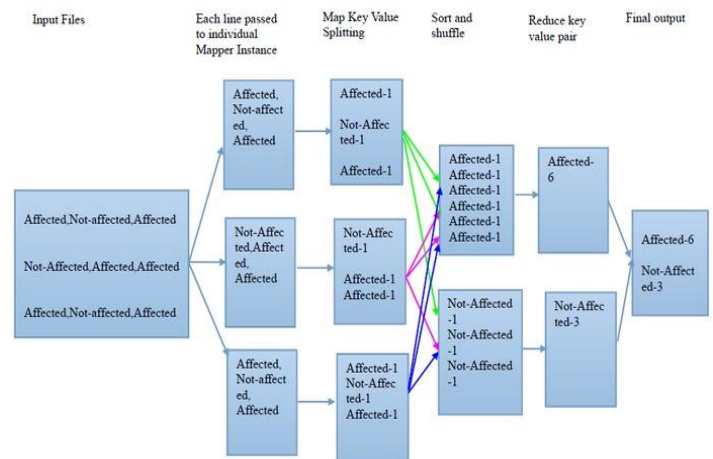 Input Files
Each line passed
to individual
Mapper Instance
Map Key Value
Splitting
Sort and
shuffle
Reduce key
value pair
Final output
Affected,Not-affected,Affected
Not-Affected,Affected,Affected
Affected,Not-affected,Affected
Affected,
Not-affect
ed,
Affected
Not-Affec
ted,Affect
ed,
Affected
Affected,
Not-affect
ed,
Affected
Affected-1
Not-Affec
ted-1
Affected-1
Not-Affec
ted-1
Affected-1
Affected-1
Affected-1
Not-Affec
ted-1
Affected-1
Affected-1
Affected-1
Affected-1
Affected-1
Affected-1
Affected-1
Not-Affected
-1
Not-Affected
-1
Not-Affected
-1
Affected-
6
Not-Affec
ted-3
Affected-6
Not-Affect
ed-3